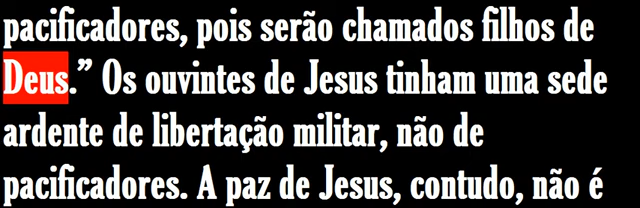 pacificadores, pois serão chamados filhos de
Deus.” Os ouvintes de Jesus tinham uma sede
ardente de libertação militar, não de
pacificadores. A paz de Jesus, contudo, não é